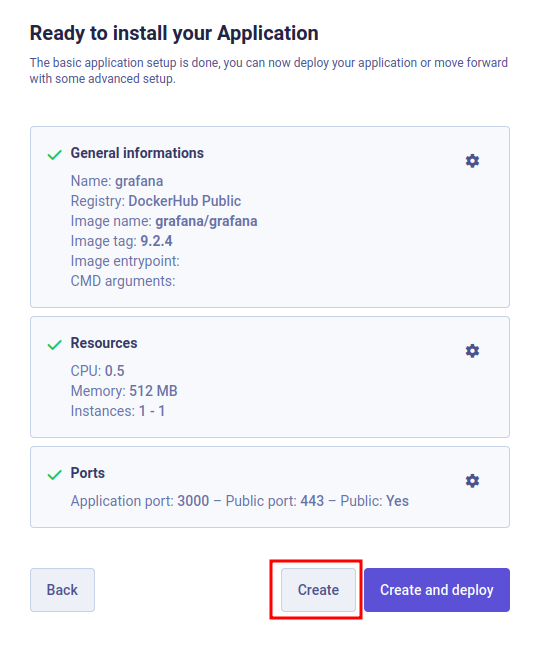 Ready to install your Application
The basic application setup is done, you can now deploy your application or move forward
with some advanced setup.
General informations
Name: grafana
Registry: DockerHub Public
Image name: grafana/grafana
Image tag: 9.2.4
Image entrypoint:
CMD arguments:
Resources
CPU: 0.5
Memory: 512 MB
Instances: 1 - 1
Ports
Application port: 3000 – Public port: 443 – Public: Yes
Back
Create
Create and deploy